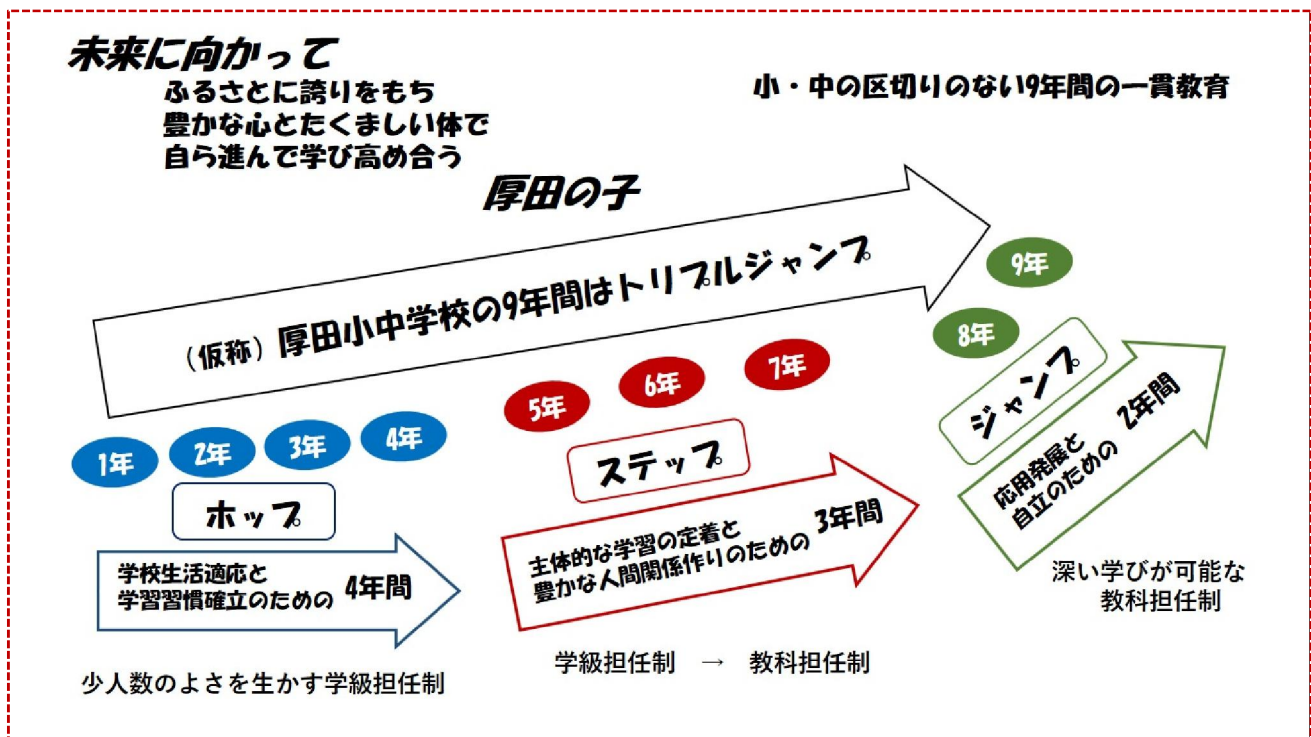 未来に向かって
ふるさとに誇りをもち
豊かな心とたくましい体で
自ら進んで学び高め合う
厚田の子
小・中の区切りのない9年間の一貫教育
（仮称）厚田小中学校の9年間はトリプルジャンプ
1年 2年 3年 4年
ホップ
学校生活適応と
学習習慣確立のための 4年間
少人数のよさを生かす学級担任制
5年 6年 7年
ステップ
主体的な学習の定着と
豊かな人間関係作りのための 3年間
学級担任制 → 教科担任制
8年 9年
ジャンプ
応用発展と
自立のための 2年間
深い学びが可能な
教科担任制